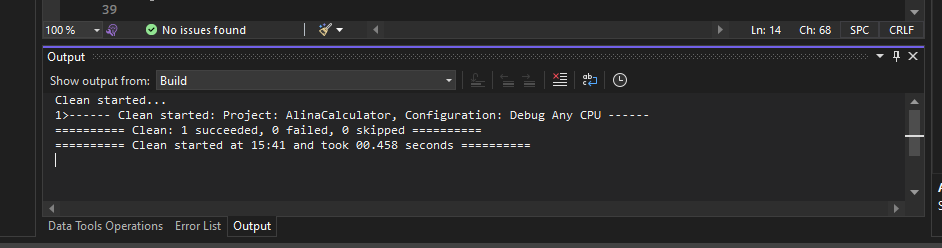 39
100 %
No issues found
Ln: 14
Ch: 68
SPC
CRLF
Output
Show output from: Build
Clean started...
1>------ Clean started: Project: AlinaCalculator, Configuration: Debug Any CPU ------
========== Clean: 1 succeeded, 0 failed, 0 skipped ==========
========== Clean started at 15:41 and took 00.458 seconds ==========
Data Tools Operations
Error List
Output